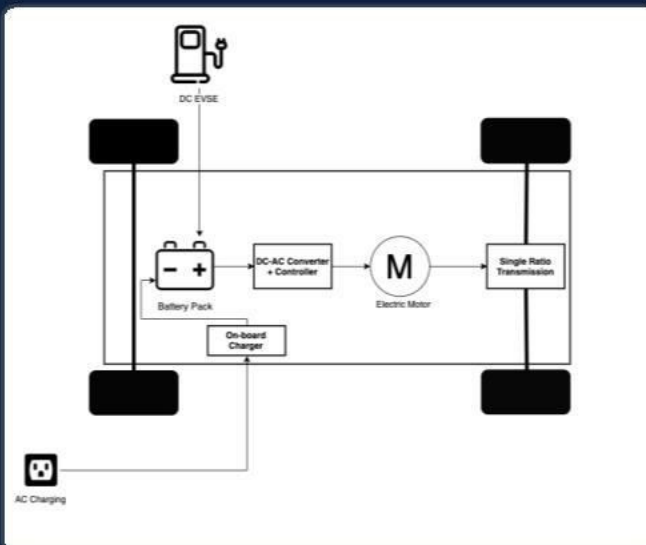 DC EVSE
DC-AC Converter
+ Controller
M
Single Ratio
Transmission
Battery Pack
Electric Motor
On-board
Charger
AC Charging